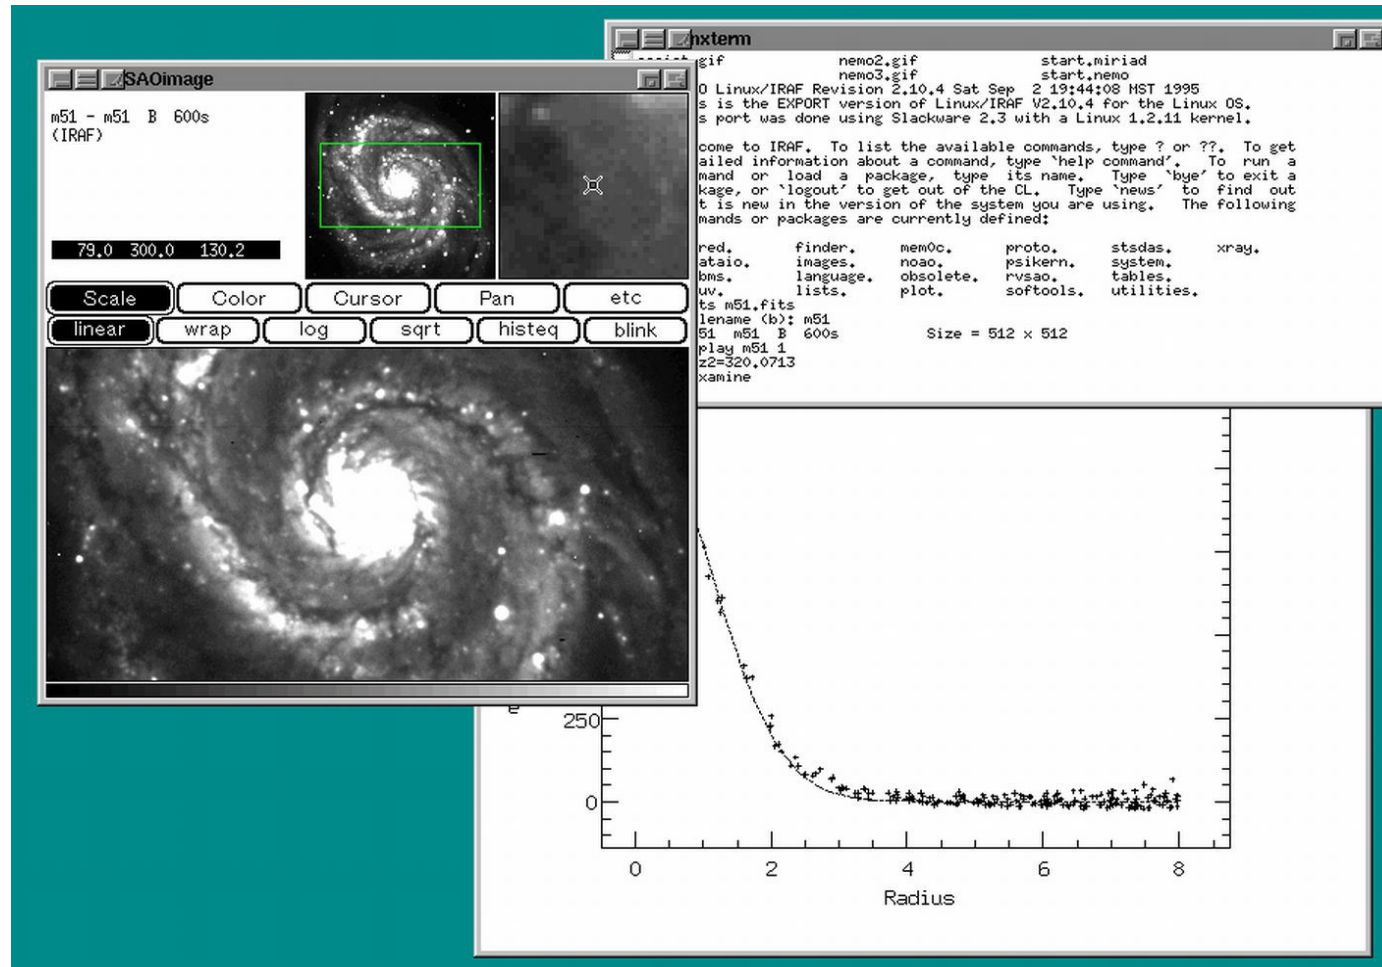 SAOimage
m51 - m51 B 600s
(IRAF)
79.0 300.0 130.2
Scale Color Cursor Pan etc
linear wrap log sqrt histeq blink
nxterm
gif nemo2.gif start.miriad
nemo3.gif start.nemo
O Linux/IRAF Revision 2.10.4 Sat Sep 2 19:44:08 MST 1995
s is the EXPORT version of Linux/IRAF V2.10.4 for the Linux OS.
s port was done using Slackware 2.3 with a Linux 1.2.11 kernel.
come to IRAF. To list the available commands, type ? or ??. To get
ailed information about a command, type `help command'. To run a
mand or load a package, type its name. Type `bye' to exit a
kage, or `logout' to get out of the CL. Type `news' to find out
t is new in the version of the system you are using. The following
mands or packages are currently defined:
red. finder. mem0c. proto. stsdas. xray.
ataio. images. noao. psikern. system.
bms. language. obsolete. rvsao. tables.
uv. lists. plot. softools. utilities.
ts m51.fits
lename (b): m51
51 m51 B 600s Size = 512 x 512
play m51 1
z2=320.0713
xamine
250
0
0 2 4 6 8
Radius